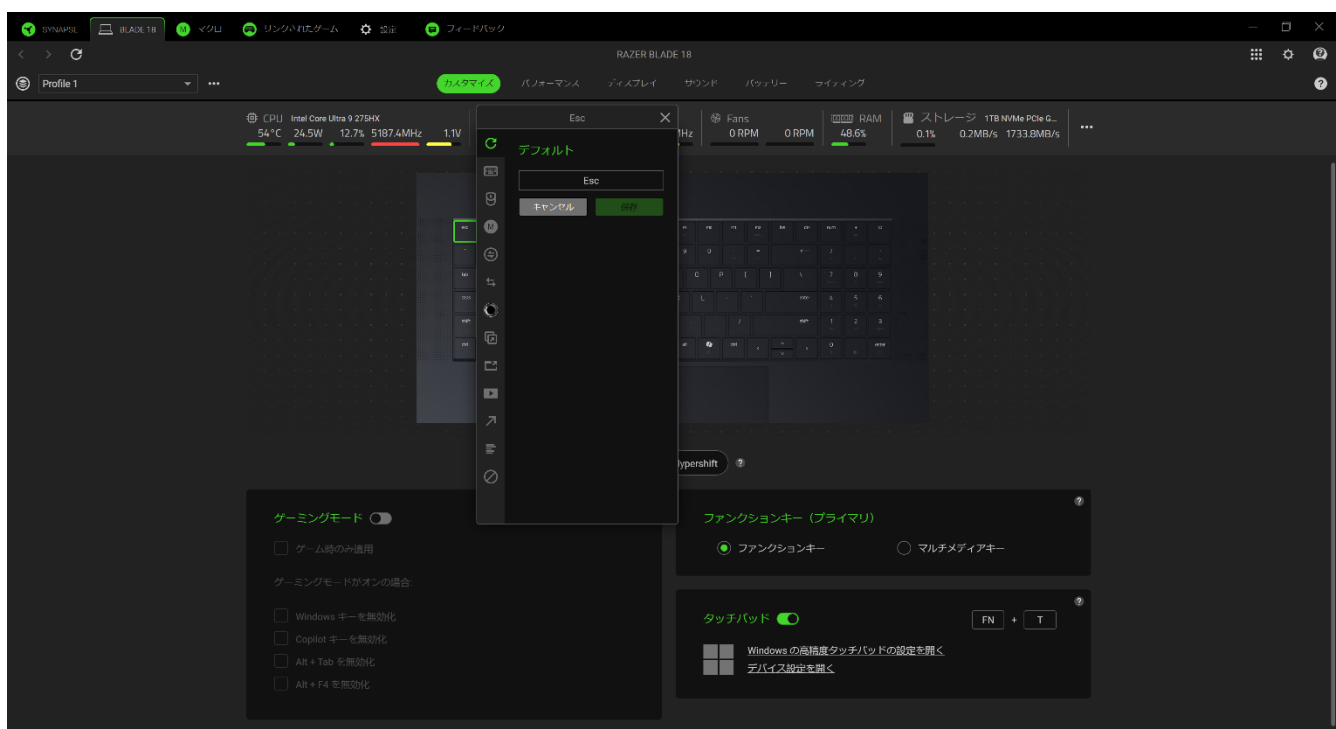 SYNAPSE BLADE 18 マクロ リンクされたゲーム 設定 フィードバック
RAZER BLADE 18
Profile 1 カスタマイズ パフォーマンス ディスプレイ サウンド バッテリー ライティング
CPU Intel Core Ultra 9 275HX
54°C 24.5W 12.7% 5187.4MHz 1.1V
Fans
0 RPM 0 RPM
RAM
48.6%
ストレージ 1TB NVMe PCIe G...
0.1% 0.2MB/s 1733.8MB/s
Esc
デフォルト
Esc
キャンセル 保存
ゲーミングモード
ゲーム時のみ適用
ゲーミングモードがオンの場合:
Windows キーを無効化
Copilot キーを無効化
Alt + Tab を無効化
Alt + F4 を無効化
ファンクションキー（プライマリ）
ファンクションキー マルチメディアキー
タッチパッド FN + T
Windows の高精度タッチパッドの設定を開く
デバイス設定を開く